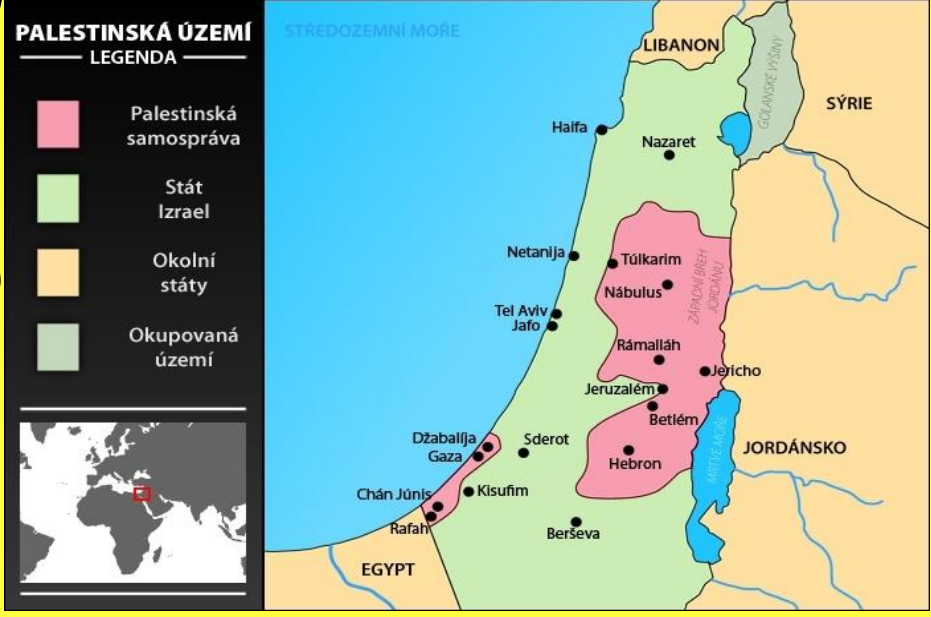 PALESTINSKÁ ÚZEMÍ
LEGENDA
Palestinská
samospráva
Stát
Izrael
Okolní
státy
Okupovaná
území
STŘEDOZEMNÍ MOŘE
LIBANON
GOLANSKÉ VÝŠINY
SÝRIE
Haifa
Nazaret
Netanija
Túlkarim
Nábulus
ZÁPADNÍ BŘEH
JORDÁNU
Tel Aviv
Jafo
Rámalláh
Jericho
Jeruzalém
Betlém
Džabalíja
Gaza
Sderot
Hebron
MRTVÉ MOŘE
JORDÁNSKO
Chán Júnis
Kisufim
Rafah
Berševa
EGYPT